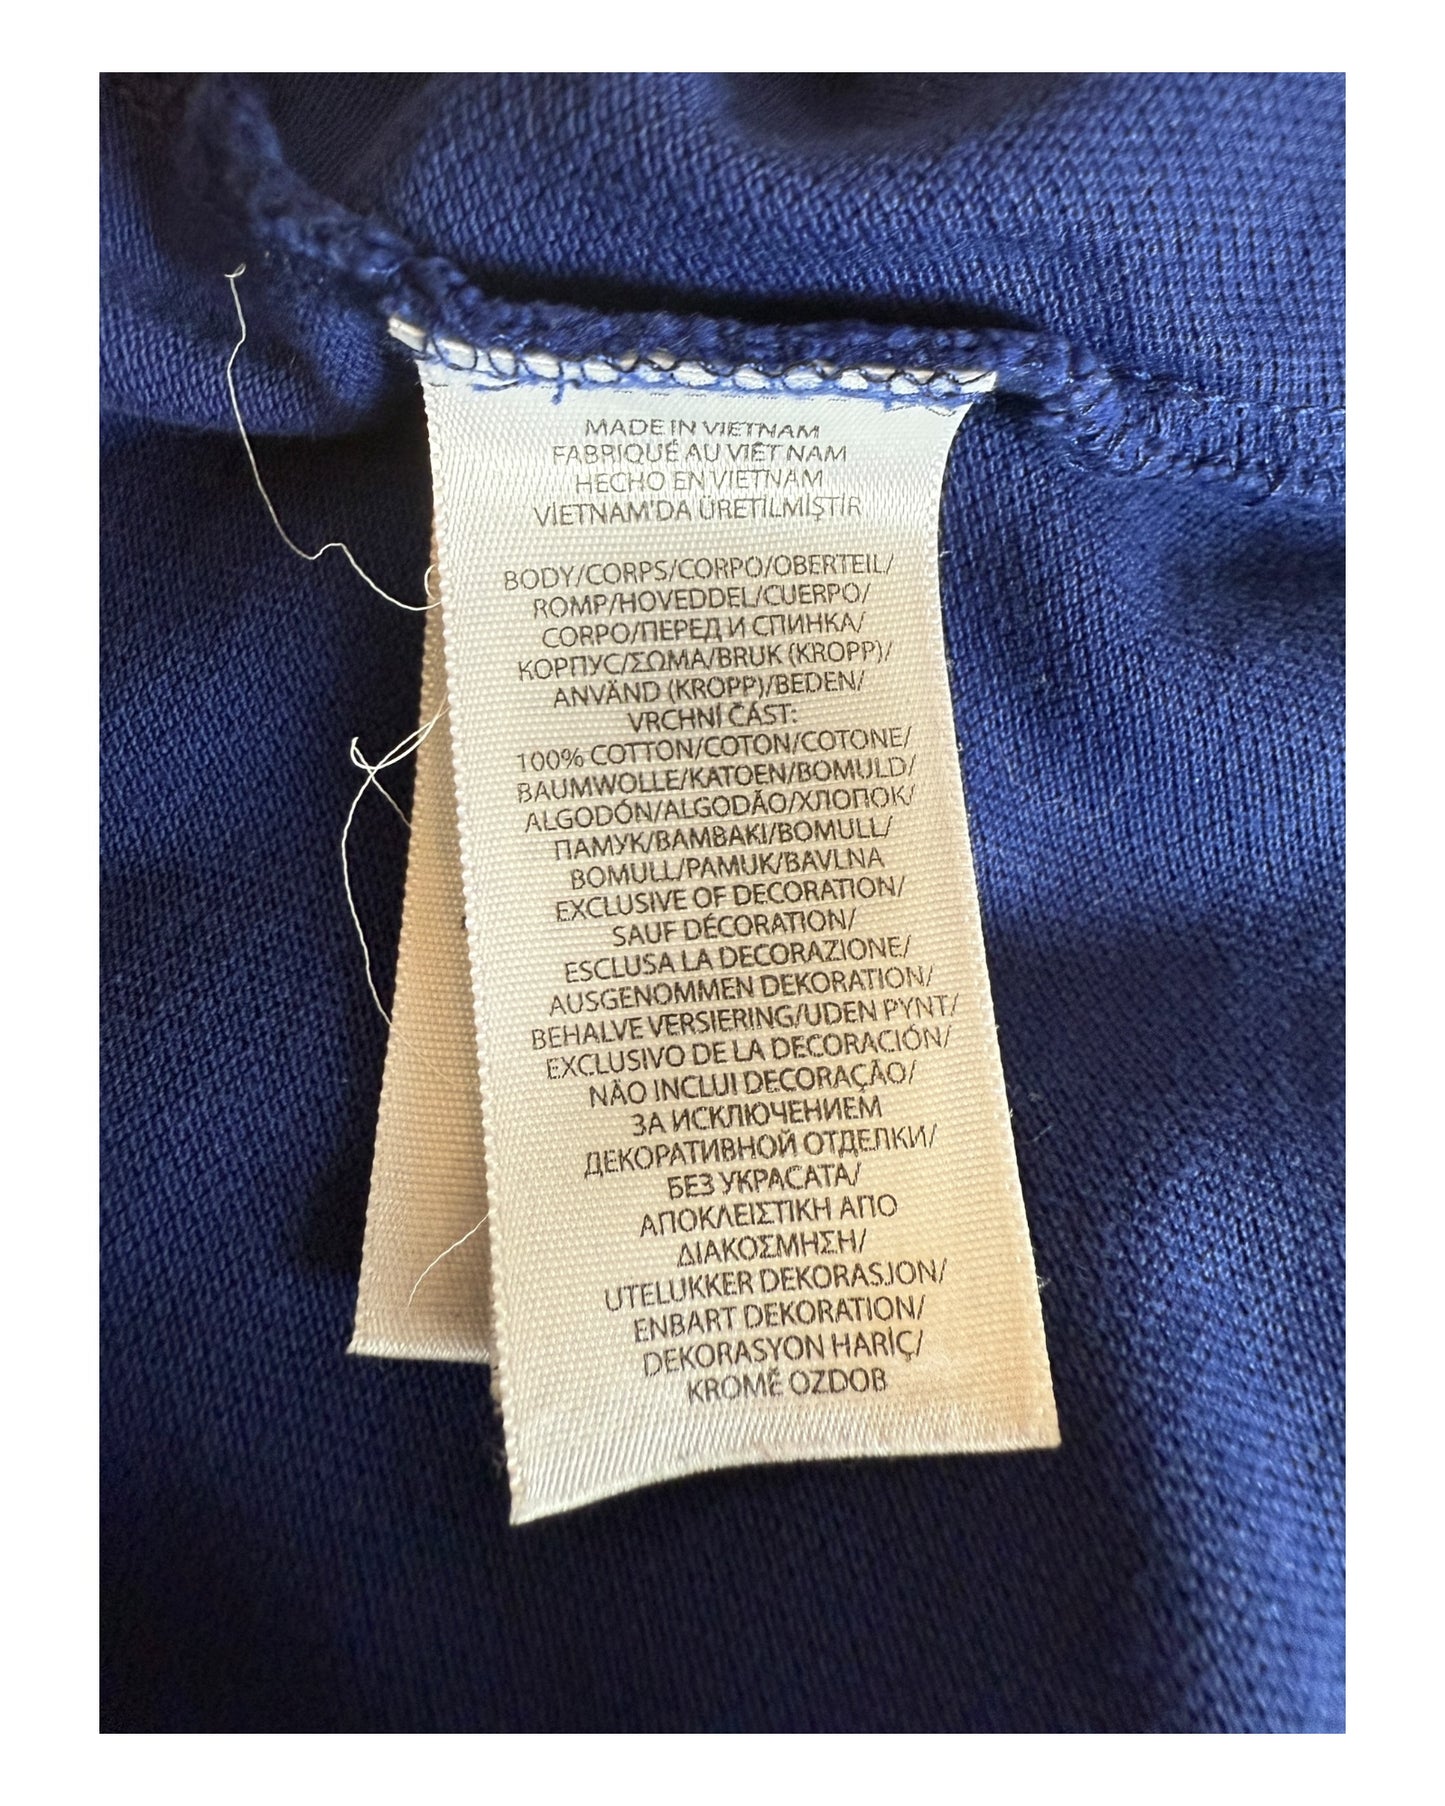 MADE IN VIETNAM
FABRIQUÉ AU VIÊT NAM
HECHO EN VIETNAM
VİETNAM'DA ÜRETİLMİŞTİR
BODY/CORPS/CORPO/OBERTEIL/
ROMP/HOVEDDEL/CUERPO/
CORPO/ПЕРЕД И СПИНКА/
КОРПУС/ΣΩΜΑ/BRUK (KROPP)/
ANVÄND (KROPP)/BEDEN/
VRCHNÍ ČÁST:
100% COTTON/COTON/COTONE/
BAUMWOLLE/KATOEN/BOMULD/
ALGODÓN/ALGODÃO/ХЛОПОК/
ПАМУК/ΒΑΜΒΑΚΙ/BOMULL/
BOMULL/PAMUK/BAVLNA
EXCLUSIVE OF DECORATION/
SAUF DÉCORATION/
ESCLUSA LA DECORAZIONE/
AUSGENOMMEN DEKORATION/
BEHALVE VERSIERING/UDEN PYNT/
EXCLUSIVO DE LA DECORACIÓN/
NÃO INCLUI DECORAÇÃO/
ЗА ИСКЛЮЧЕНИЕМ
ДЕКОРАТИВНОЙ ОТДЕЛКИ/
БЕЗ УКРАСАТА/
ΑΠΟΚΛΕΙΣΤΙΚΗ ΑΠΟ
ΔΙΑΚΟΣΜΗΣΗ/
UTELUKKER DEKORASJON/
ENBART DEKORATION/
DEKORASYON HARİÇ/
KROMĚ OZDOB